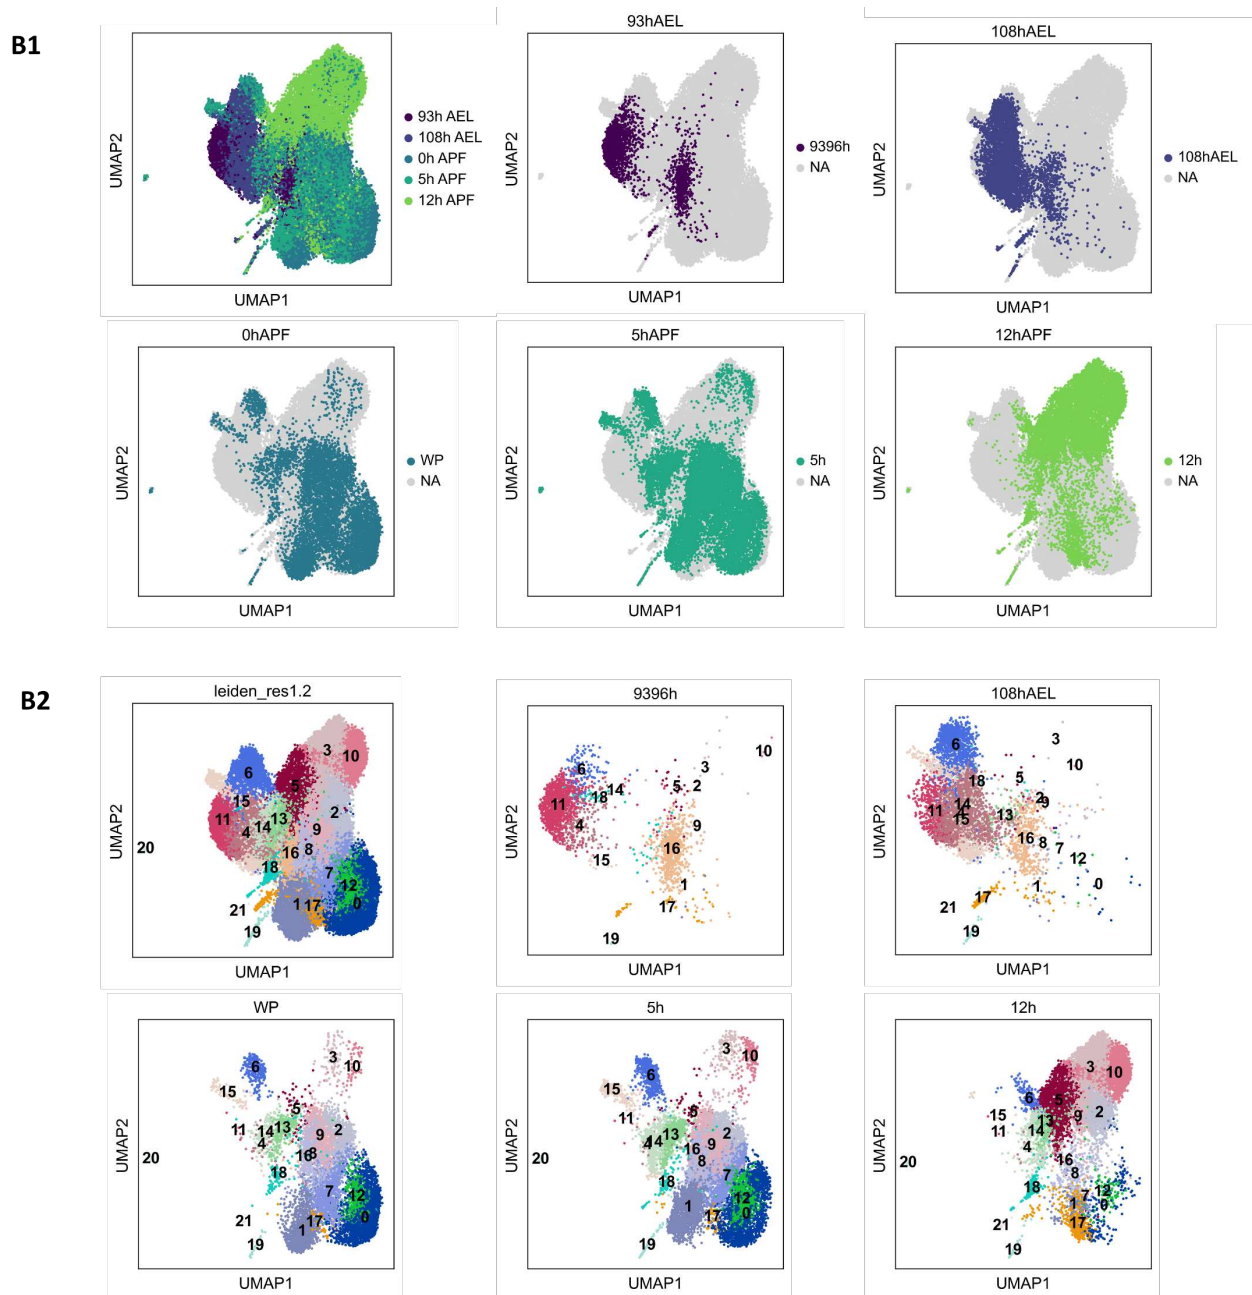 B1
93h AEL
108h AEL
0h APF
5h APF
12h APF
UMAP2
UMAP1
93hAEL
9396h
NA
UMAP2
UMAP1
108hAEL
108hAEL
NA
UMAP2
UMAP1
0hAPF
WP
NA
UMAP2
UMAP1
5hAPF
5h
NA
UMAP2
UMAP1
12hAPF
12h
NA
UMAP2
UMAP1
B2
leiden_res1.2
3
10
6
5
15
2
11
4
14
13
9
20
16
8
18
7
12
1
17
0
21
19
UMAP2
UMAP1
9396h
10
3
6
5
2
14
18
11
4
9
16
15
1
17
19
UMAP2
UMAP1
108hAEL
3
6
10
5
18
2
9
11
14
4
15
13
16
8
7
12
1
0
17
21
19
UMAP2
UMAP1
WP
3
10
6
15
5
11
14
13
9
2
4
16
8
20
18
7
12
0
21
17
1
19
UMAP2
UMAP1
5h
3
10
6
15
11
5
2
4
14
13
9
16
8
20
18
7
12
1
0
17
19
UMAP2
UMAP1
12h
3
10
6
5
15
9
2
11
13
14
4
16
20
8
18
7
12
1
0
21
17
19
UMAP2
UMAP1